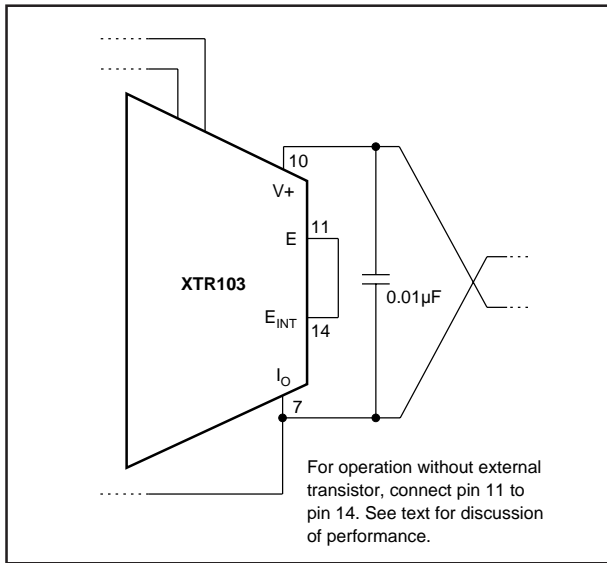 10
V+
11
E
XTR103
0.01µF
E_INT
14
I_O
7
For operation without external
transistor, connect pin 11 to
pin 14. See text for discussion
of performance.